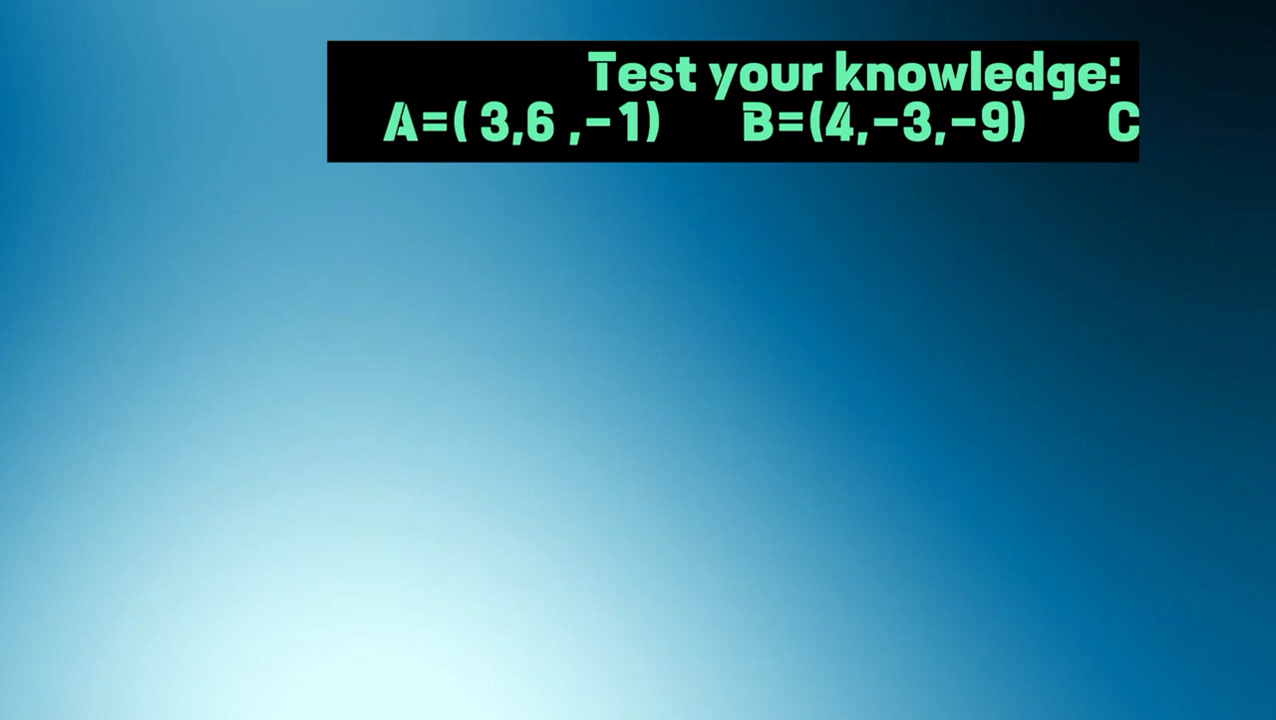 Test your knowledge:
A=( 3,6 ,-1) B=(4,-3,-9) C